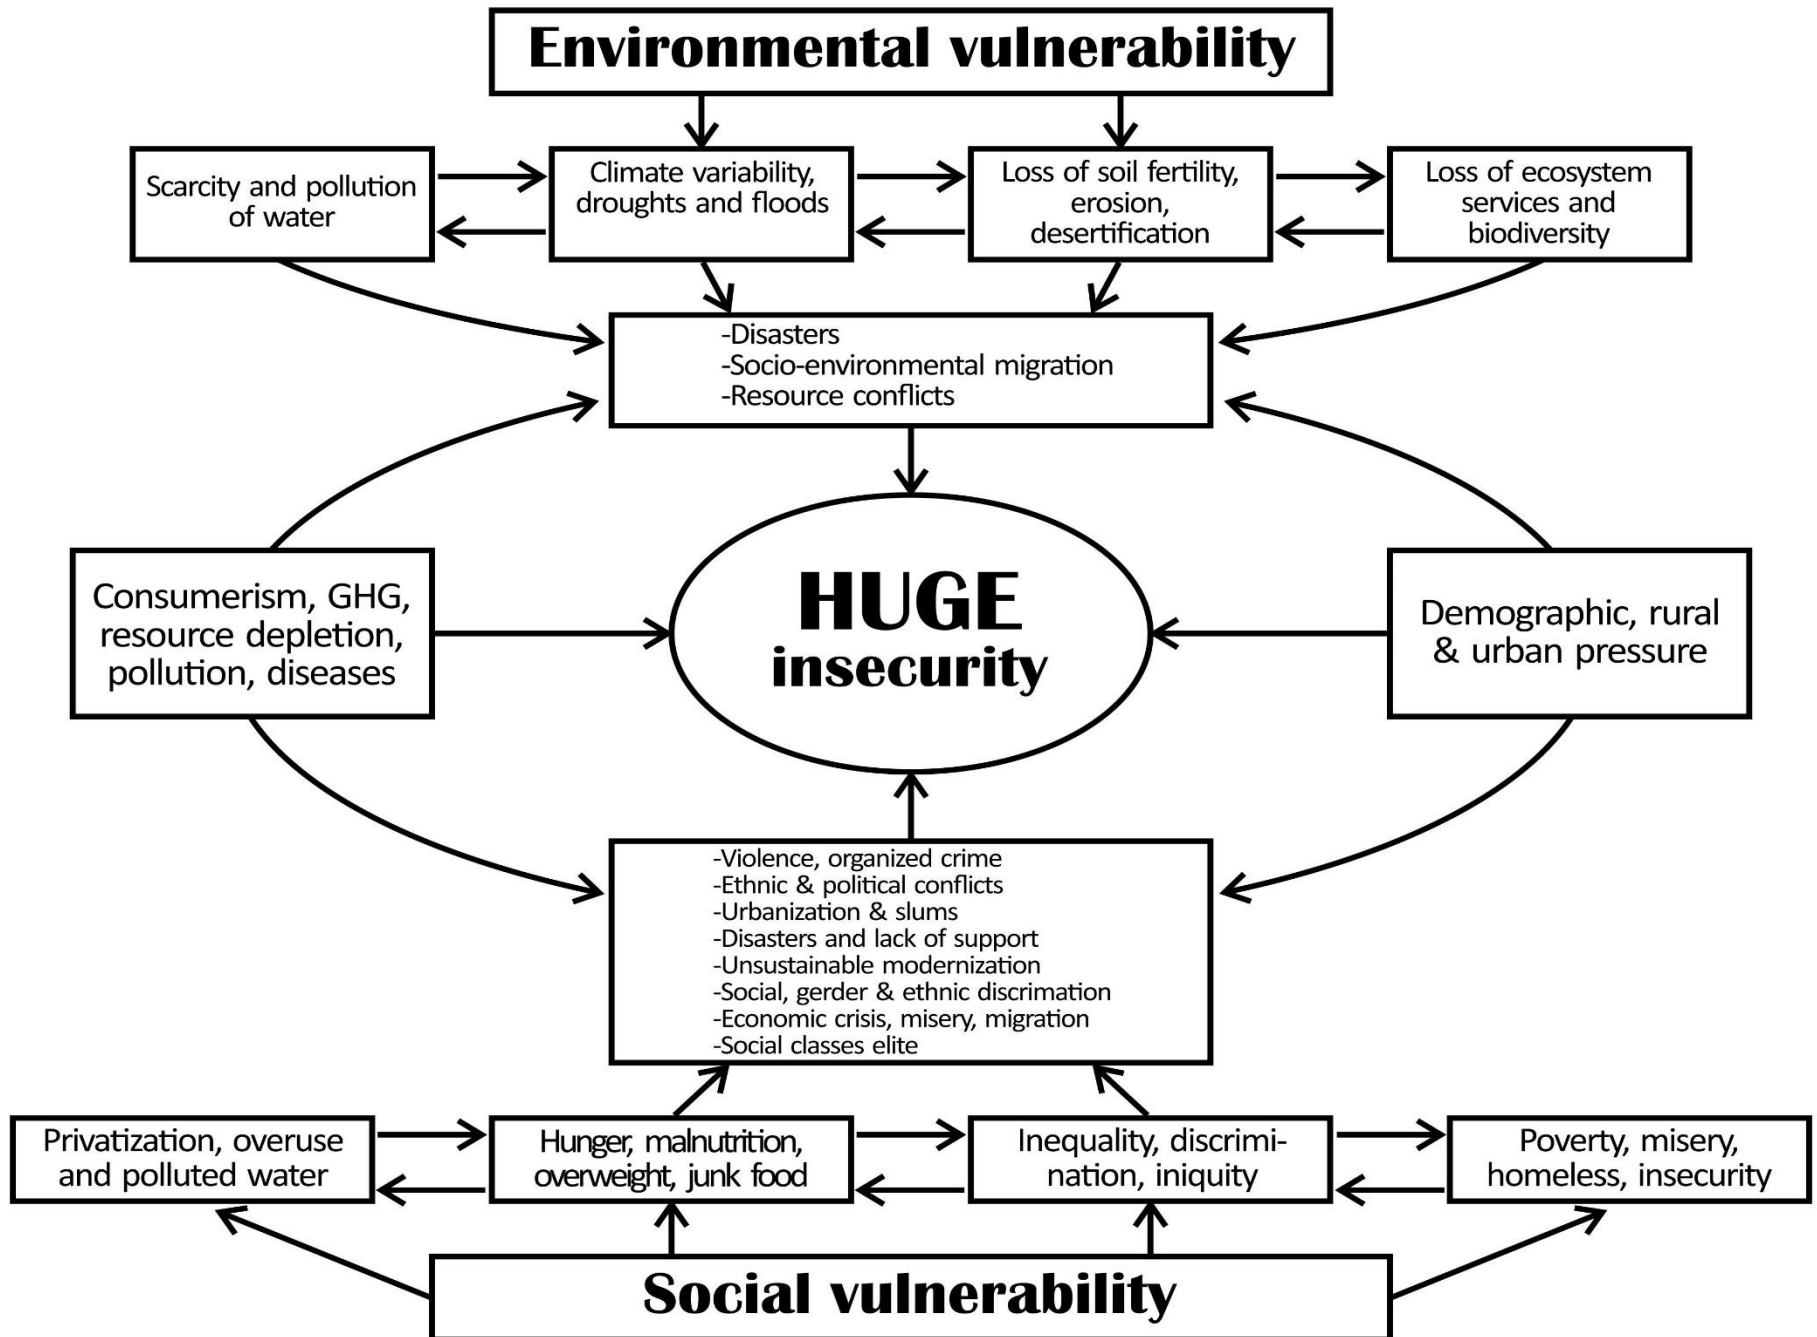 Environmental vulnerability
Scarcity and pollution
of water
Climate variability,
droughts and floods
Loss of soil fertility,
erosion,
desertification
Loss of ecosystem
services and
biodiversity
-Disasters
-Socio-environmental migration
-Resource conflicts
Consumerism, GHG,
resource depletion,
pollution, diseases
HUGE
insecurity
Demographic, rural
& urban pressure
-Violence, organized crime
-Ethnic & political conflicts
-Urbanization & slums
-Disasters and lack of support
-Unsustainable modernization
-Social, gerder & ethnic discrimation
-Economic crisis, misery, migration
-Social classes elite
Privatization, overuse
and polluted water
Hunger, malnutrition,
overweight, junk food
Inequality, discrimi-
nation, iniquity
Poverty, misery,
homeless, insecurity
Social vulnerability